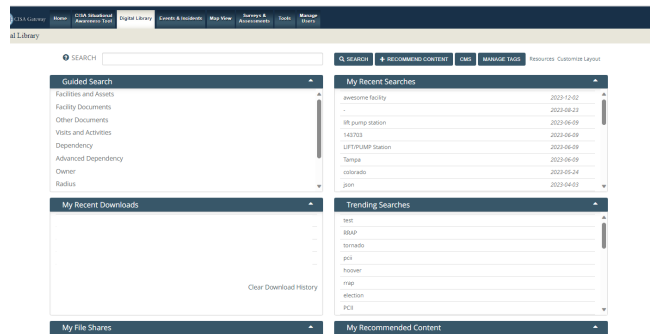 CISA Gateway
Home
CISA Situational Awareness Tool
Digital Library
Events & Incidents
Map View
Surveys & Assessments
Tools
Manage Users
al Library
SEARCH
SEARCH
+ RECOMMEND CONTENT
CMS
MANAGE TAGS
Resources Customize Layout
Guided Search
Facilities and Assets
Facility Documents
Other Documents
Visits and Activities
Dependency
Advanced Dependency
Owner
Radius
My Recent Searches
awesome facility 2023-12-02
- 2023-08-23
lift pump station 2023-06-09
143703 2023-06-09
LIFT/PUMP Station 2023-06-09
Tampa 2023-06-09
colorado 2023-05-24
json 2023-04-03
My Recent Downloads
...
...
...
...
Clear Download History
Trending Searches
test
RRAP
tornado
pcii
hoover
rrap
election
PCII
My File Shares
My Recommended Content